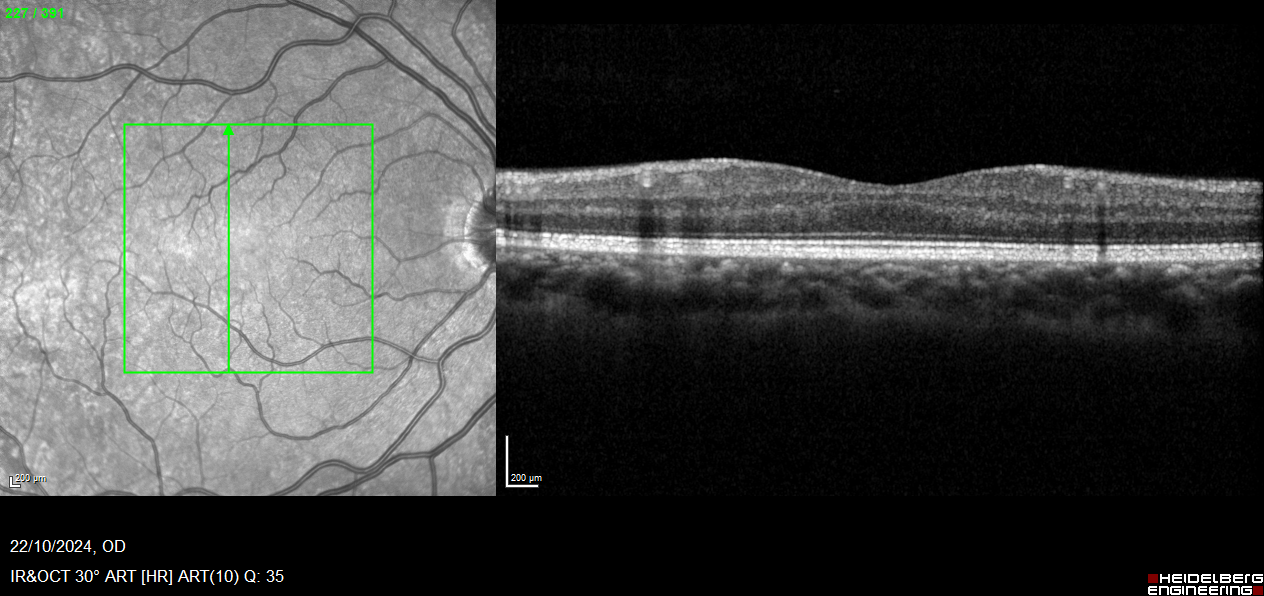 227 / 391
200 µm
200 µm
22/10/2024, OD
IR&OCT 30° ART [HR] ART(10) Q: 35
HEIDELBERG
ENGINEERING